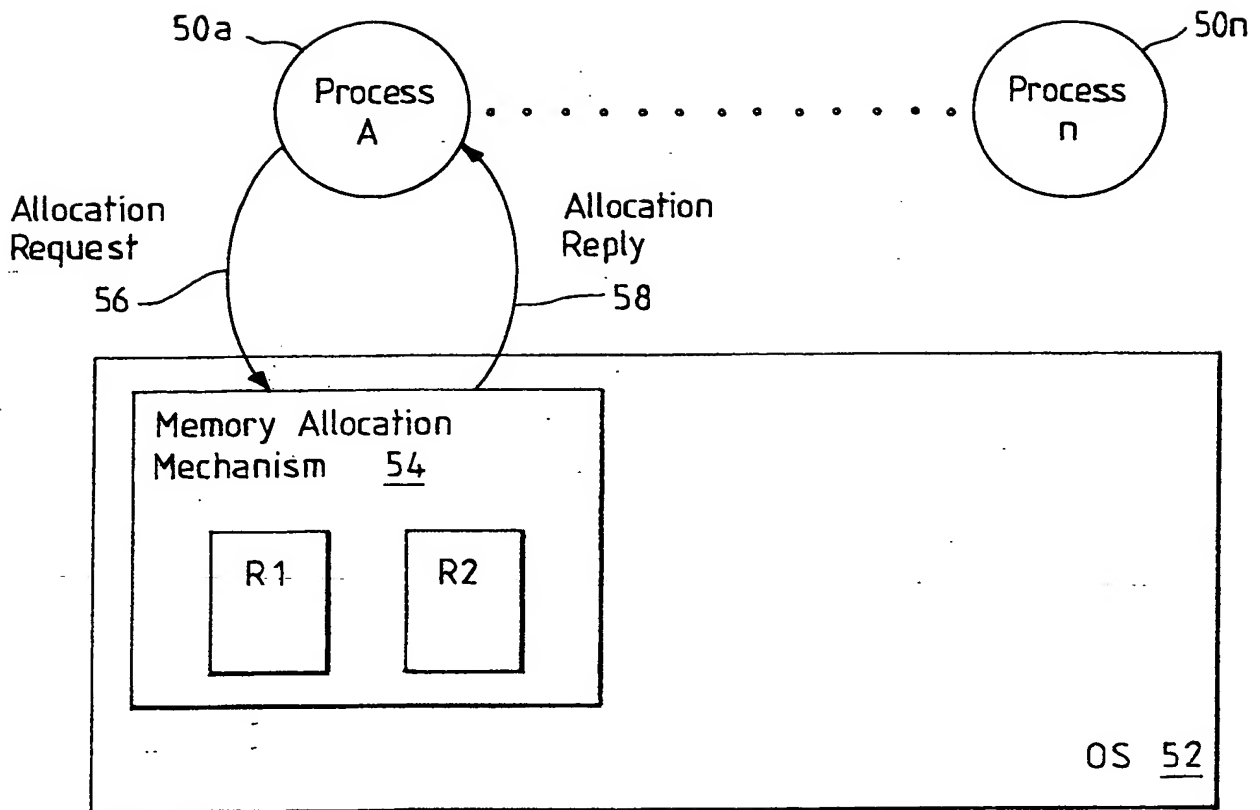 50a
50n
Process
A
Process
n
Allocation
Request
Allocation
Reply
56
58
Memory Allocation
Mechanism 54
R1
R2
OS 52